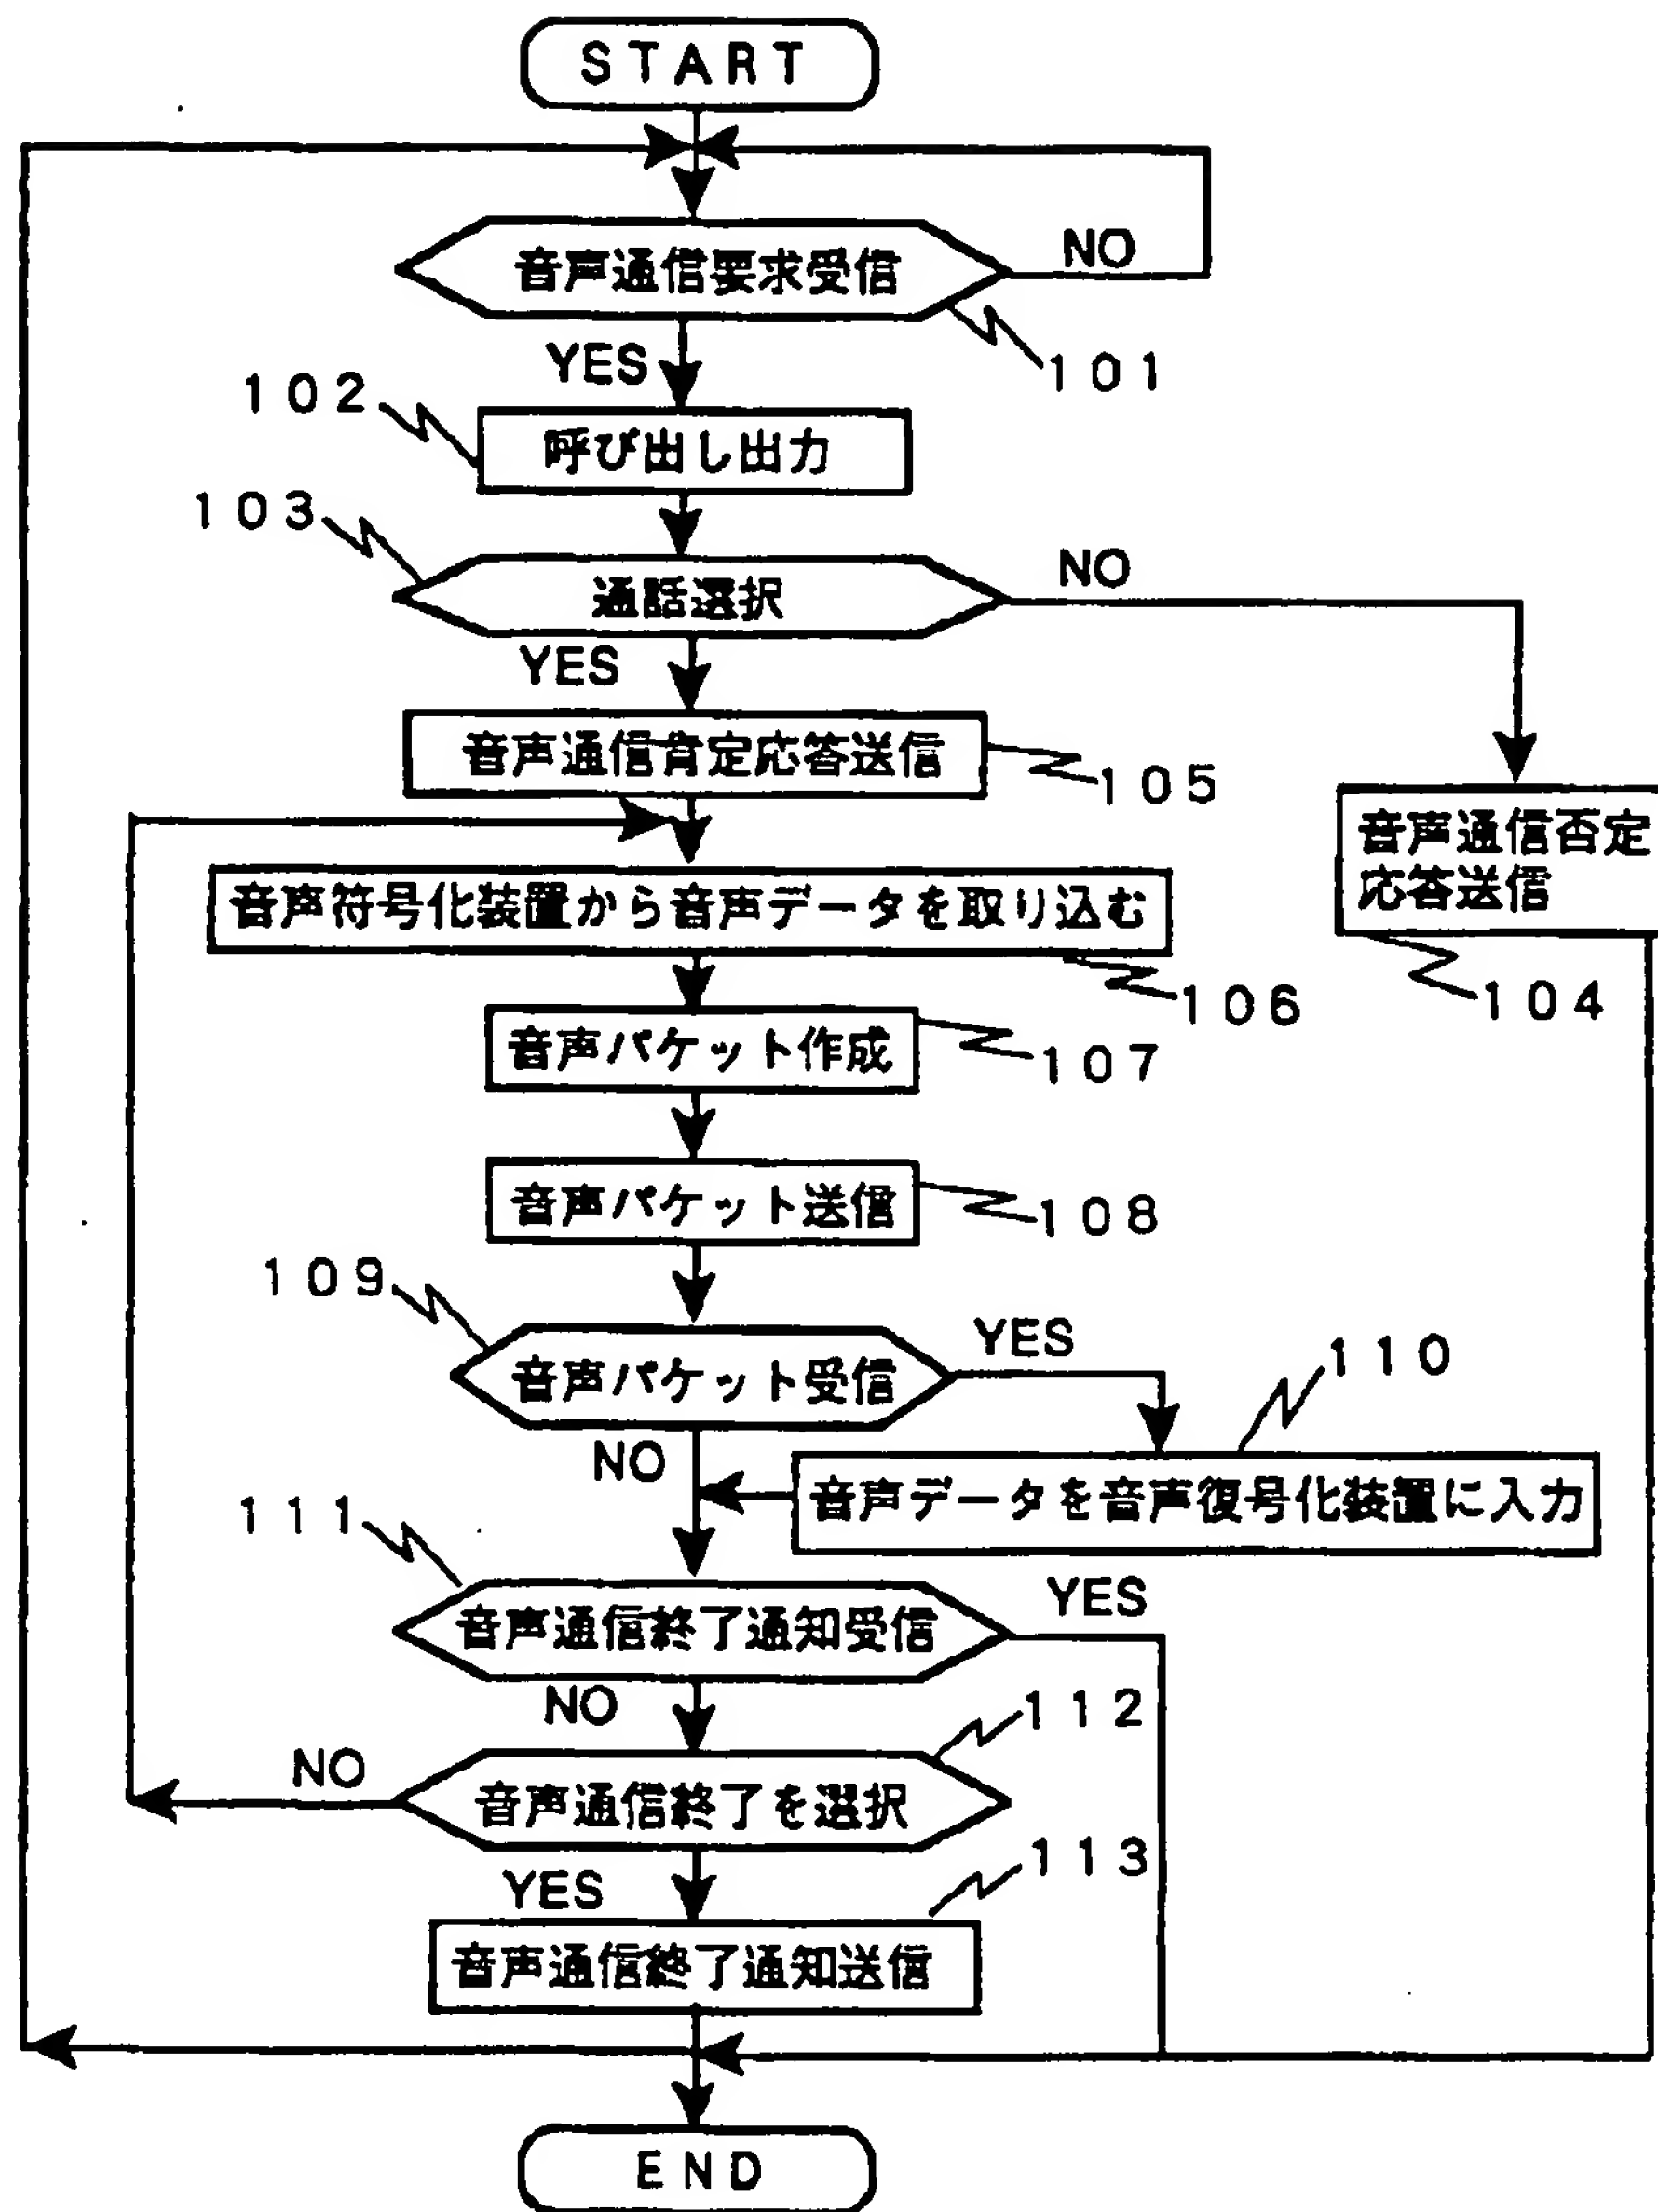 START
音声通信要求受信
NO
101
YES
102
呼び出し出力
103
通話選択
NO
YES
音声通信肯定応答送信
105
音声通信否定
応答送信
104
音声符号化装置から音声データを取り込む
106
音声パケット作成
107
音声パケット送信
108
109
音声パケット受信
YES
110
NO
音声データを音声復号化装置に入力
111
音声通信終了通知受信
YES
NO
112
NO
音声通信終了を選択
113
YES
音声通信終了通知送信
END